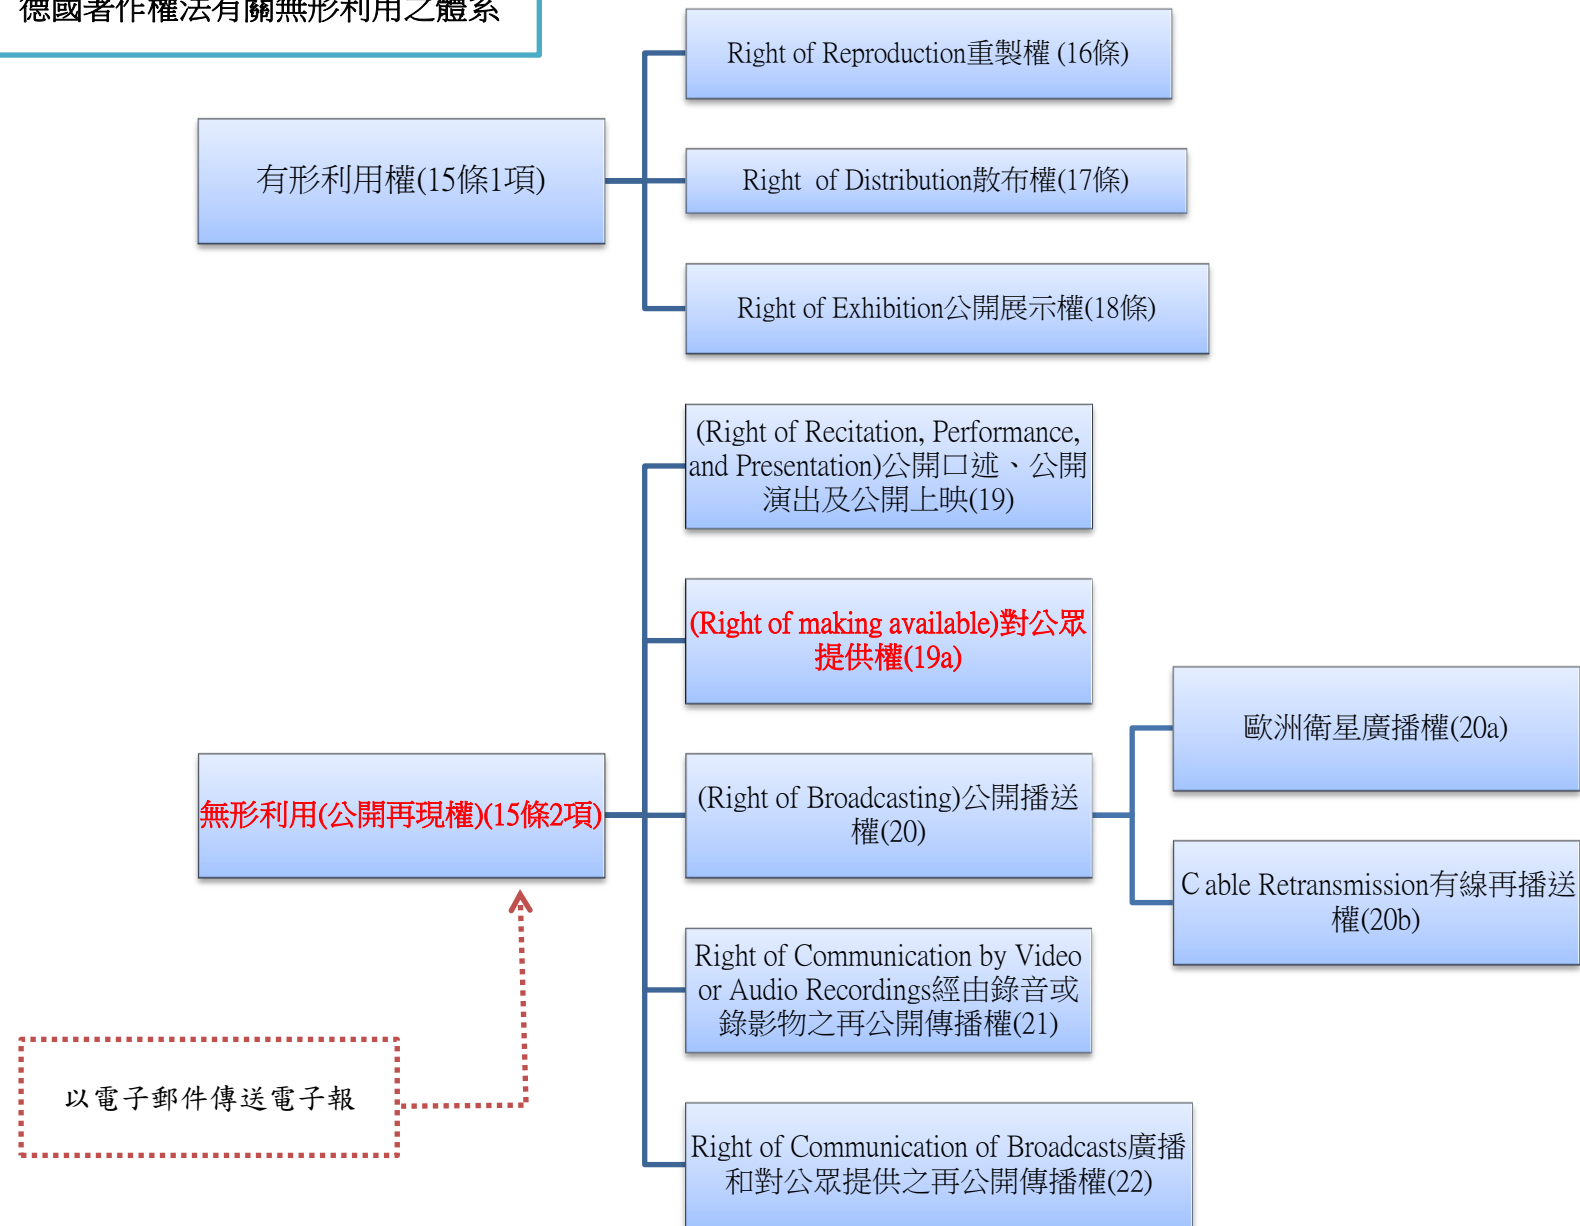 德國著作權法有關無形利用之體系
Right of Reproduction重製權 (16條)
有形利用權(15條1項)
Right of Distribution散布權(17條)
Right of Exhibition公開展示權(18條)
(Right of Recitation, Performance,
and Presentation)公開口述、公開
演出及公開上映(19)
(Right of making available)對公眾
提供權(19a)
歐洲衛星廣播權(20a)
無形利用(公開再現權)(15條2項)
(Right of Broadcasting)公開播送
權(20)
C able Retransmission有線再播送
權(20b)
Right of Communication by Video
or Audio Recordings經由錄音或
錄影物之再公開傳播權(21)
以電子郵件傳送電子報
Right of Communication of Broadcasts廣播
和對公眾提供之再公開傳播權(22)